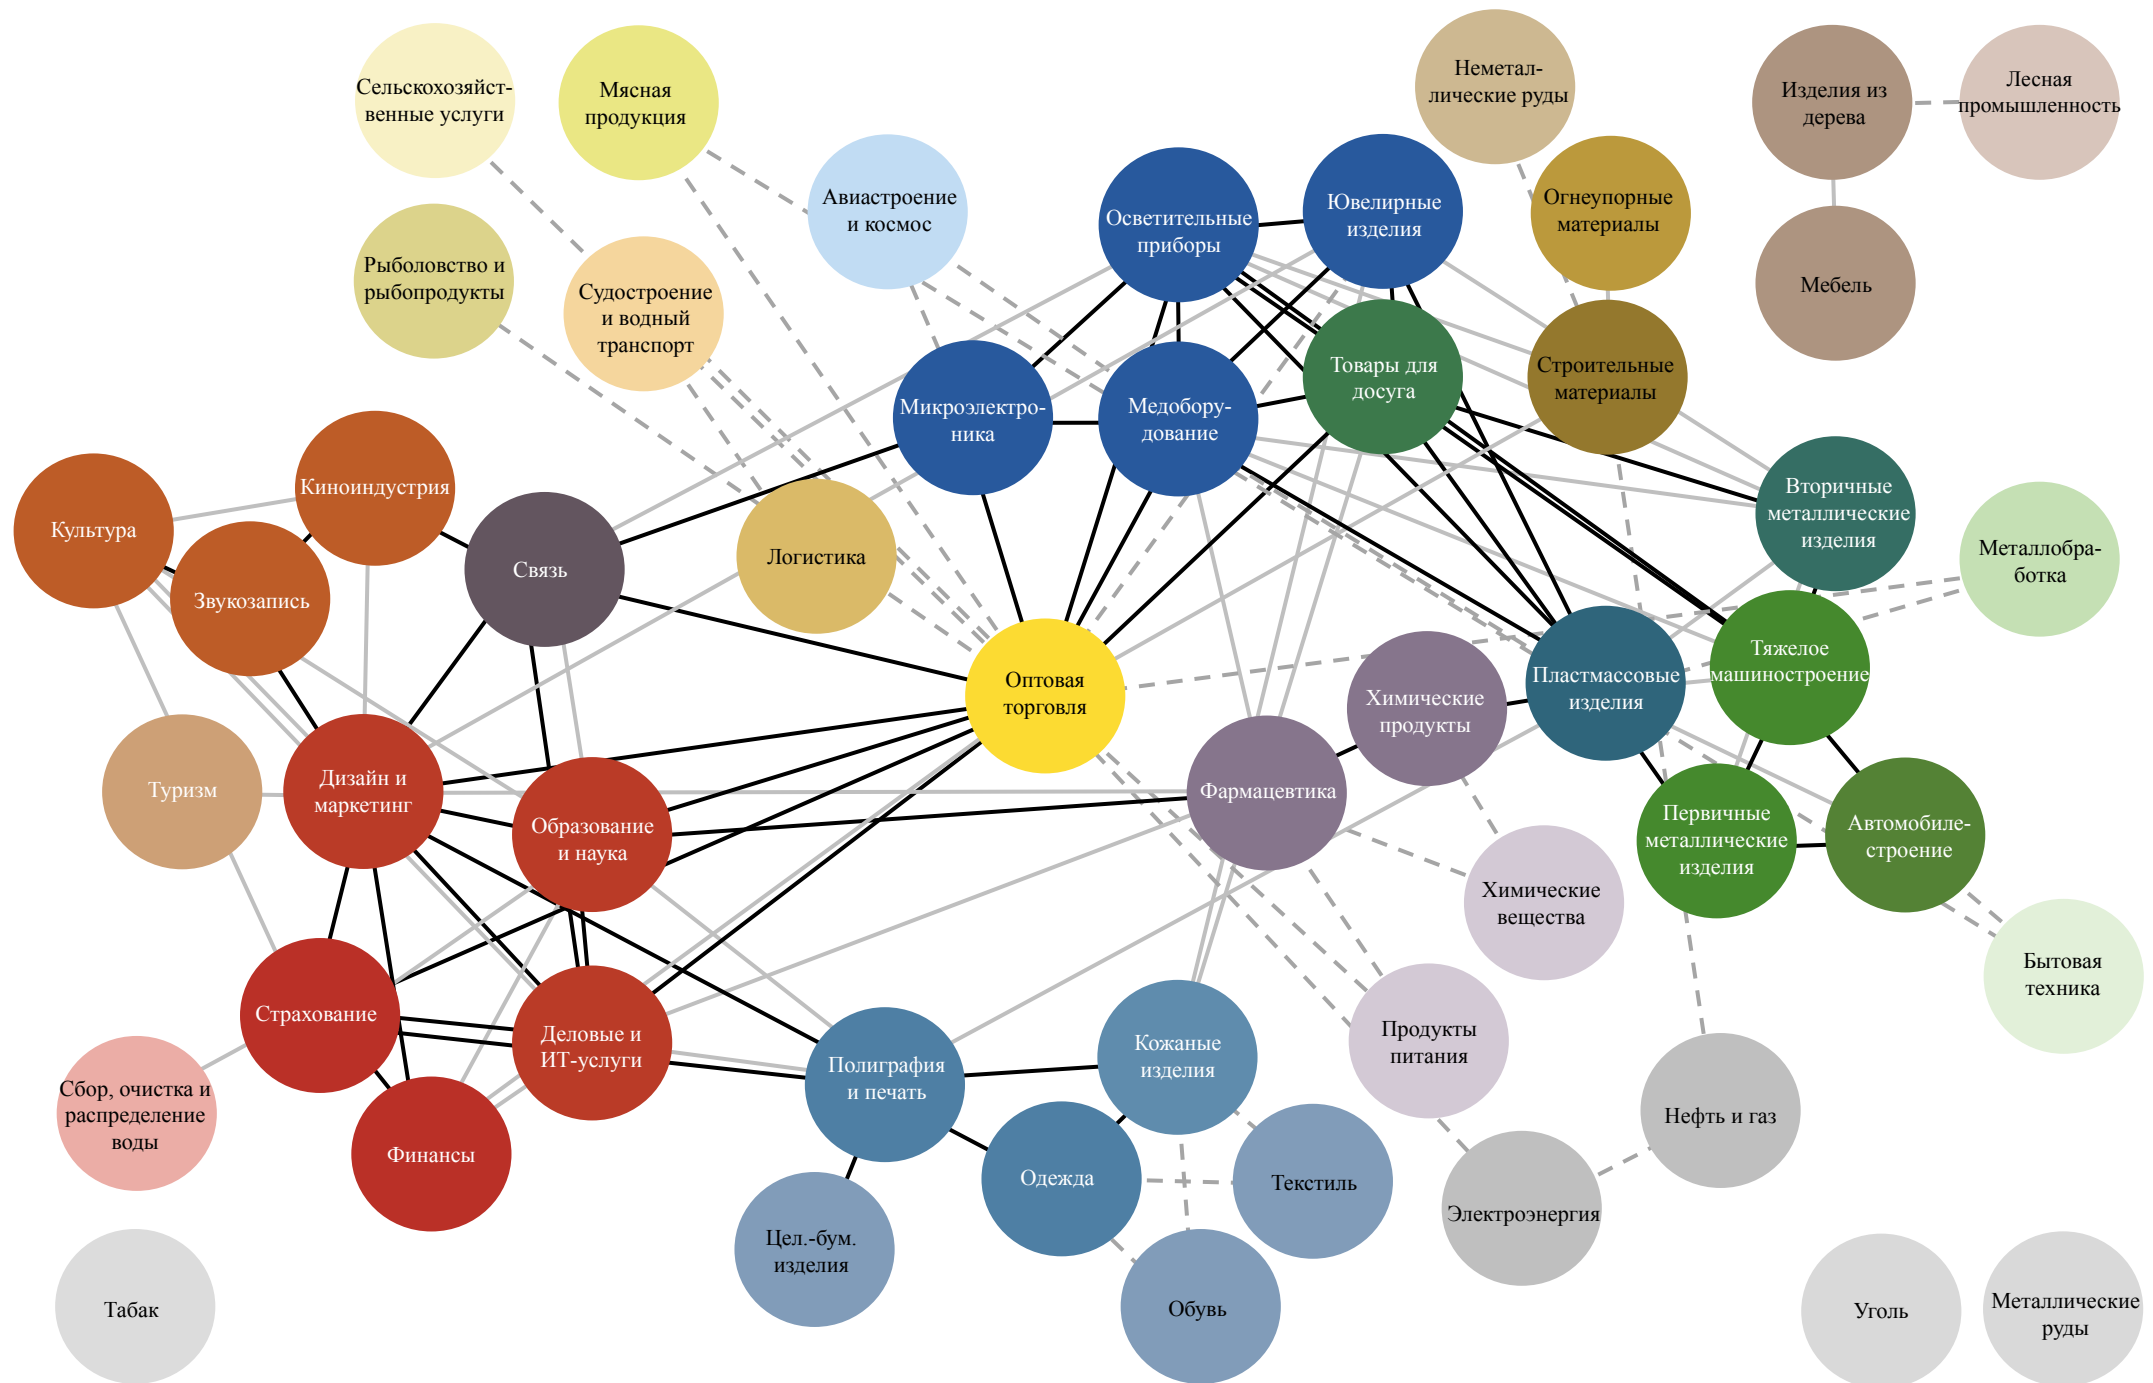 Сельскохозяйст-
венные услуги
Мясная
продукция
Неметал-
лические руды
Изделия из
дерева
Лесная
промышленность
Авиастроение
и космос
Осветительные
приборы
Ювелирные
изделия
Огнеупорные
материалы
Рыболовство и
рыбопродукты
Судостроение
и водный
транспорт
Мебель
Микроэлектро-
ника
Медобору-
дование
Товары для
досуга
Строительные
материалы
Культура
Киноиндустрия
Звукозапись
Связь
Логистика
Вторичные
металлические
изделия
Металлобра-
ботка
Оптовая
торговля
Химические
продукты
Пластмассовые
изделия
Тяжелое
машиностроение
Туризм
Дизайн и
маркетинг
Образование
и наука
Фармацевтика
Первичные
металлические
изделия
Автомобиле-
строение
Химические
вещества
Бытовая
техника
Страхование
Деловые и
ИТ-услуги
Полиграфия
и печать
Кожаные
изделия
Продукты
питания
Нефть и газ
Сбор, очистка и
распределение
воды
Финансы
Одежда
Текстиль
Электроэнергия
Цел.-бум.
изделия
Обувь
Табак
Уголь
Металлические
руды